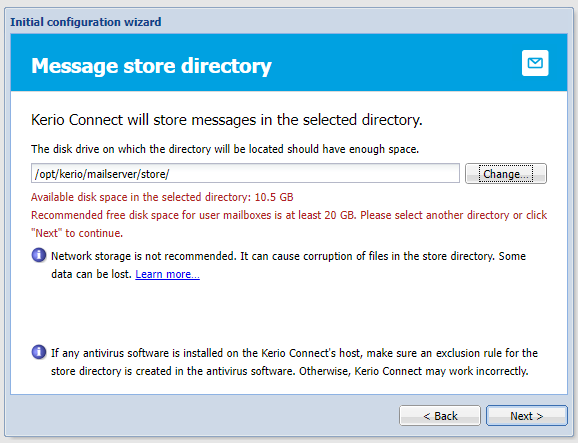 Initial configuration wizard
Message store directory
Kerio Connect will store messages in the selected directory.
The disk drive on which the directory will be located should have enough space.
/opt/kerio/mailserver/store/
Change...
Available disk space in the selected directory: 10.5 GB
Recommended free disk space for user mailboxes is at least 20 GB. Please select another directory or click
"Next" to continue.
Network storage is not recommended. It can cause corruption of files in the store directory. Some
data can be lost. Learn more...
If any antivirus software is installed on the Kerio Connect's host, make sure an exclusion rule for the
store directory is created in the antivirus software. Otherwise, Kerio Connect may work incorrectly.
< Back
Next >